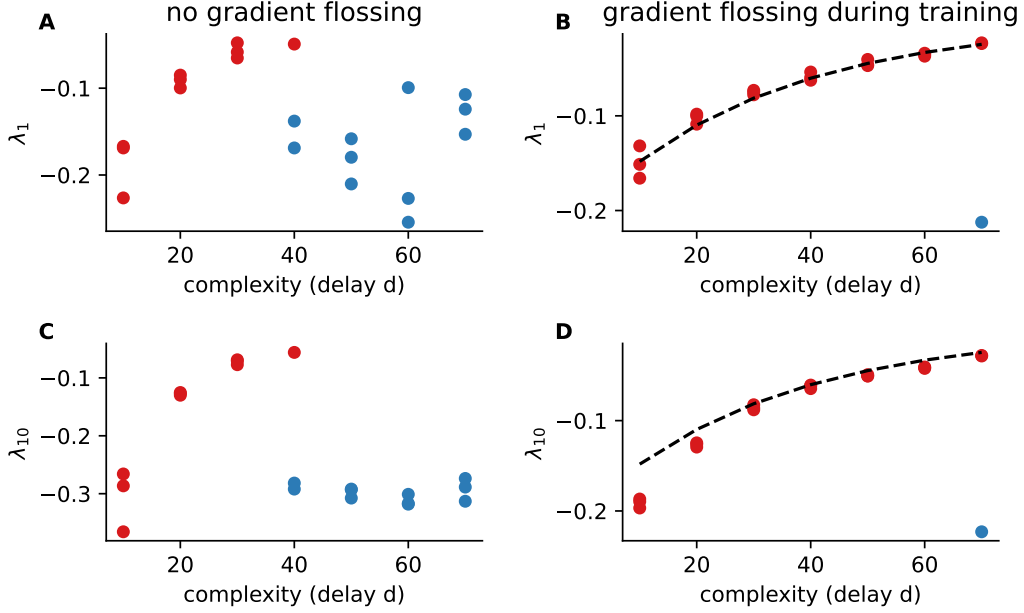 A no gradient flossing
−0.1
−0.2
λ1
20 40 60
complexity (delay d)
B gradient flossing during training
−0.1
−0.2
λ1
20 40 60
complexity (delay d)
C
−0.1
−0.2
−0.3
λ10
20 40 60
complexity (delay d)
D
−0.1
−0.2
λ10
20 40 60
complexity (delay d)